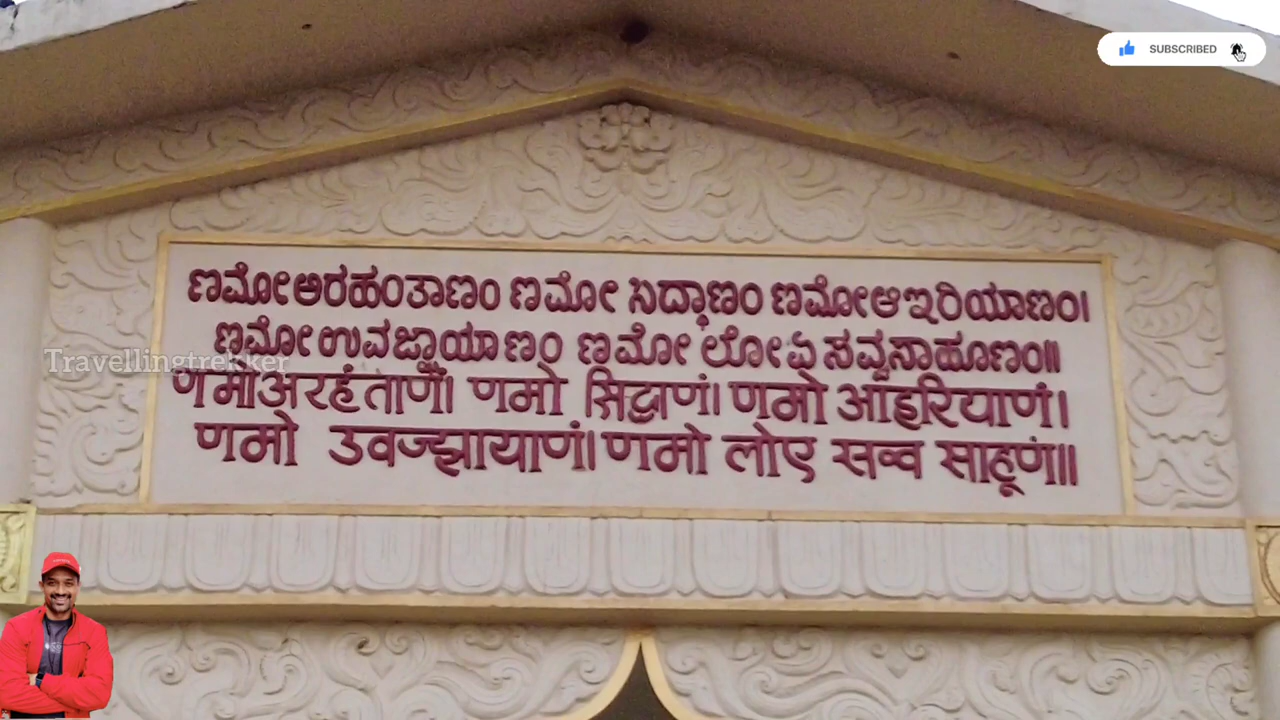 SUBSCRIBED
ಣಮೋ ಅರಹಂತಾಣಂ ಣಮೋ ಸಿದ್ಧಾಣಂ ಣಮೋ ಆಇರಿಯಾಣಂ।
ಣಮೋ ಉವಜ್ಝಾಯಾಣಂ ಣಮೋ ಲೋಏ ಸವ್ವಸಾಹೂಣಂ॥
Travellingtrekker
णमो अरहंताणं। णमो सिद्धाणं। णमो आंइरियाणं।
णमो उवज्झायाणं। णमो लोए सव्व साहूणं॥